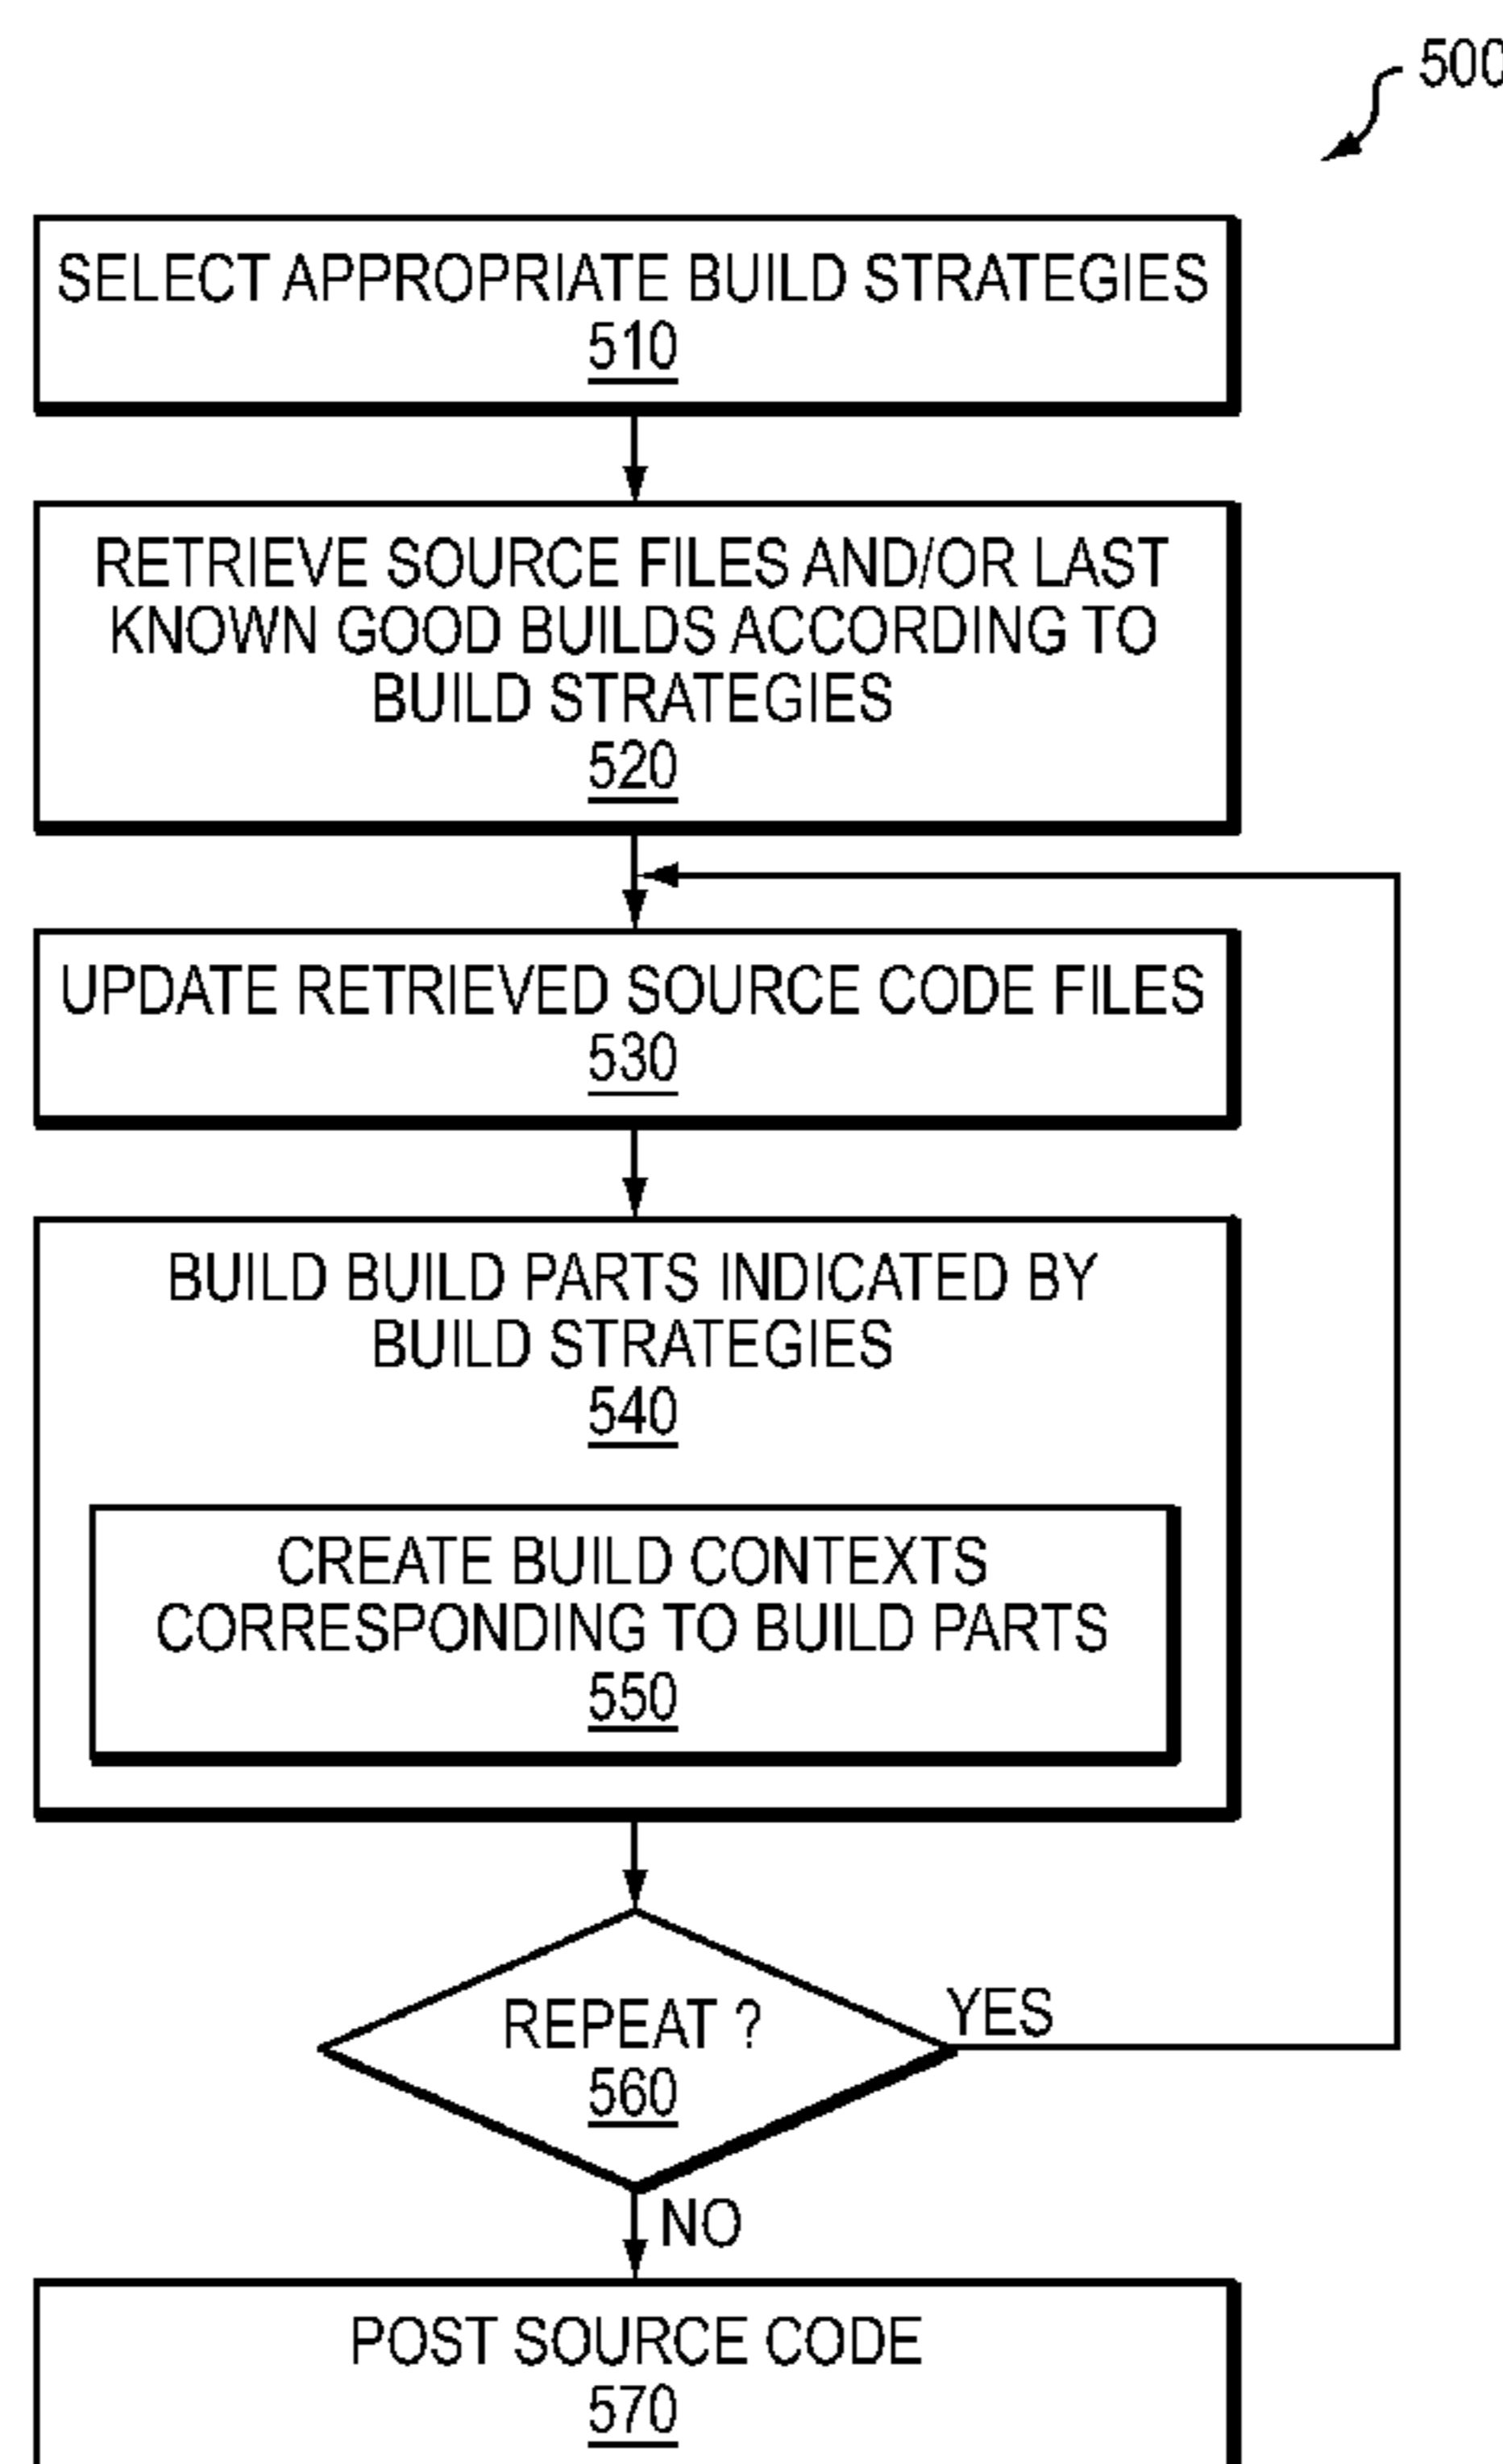 500
SELECT APPROPRIATE BUILD STRATEGIES
510
RETRIEVE SOURCE FILES AND/OR LAST
KNOWN GOOD BUILDS ACCORDING TO
BUILD STRATEGIES
520
UPDATE RETRIEVED SOURCE CODE FILES
530
BUILD BUILD PARTS INDICATED BY
BUILD STRATEGIES
540
CREATE BUILD CONTEXTS
CORRESPONDING TO BUILD PARTS
550
REPEAT ?
560
YES
NO
POST SOURCE CODE
570